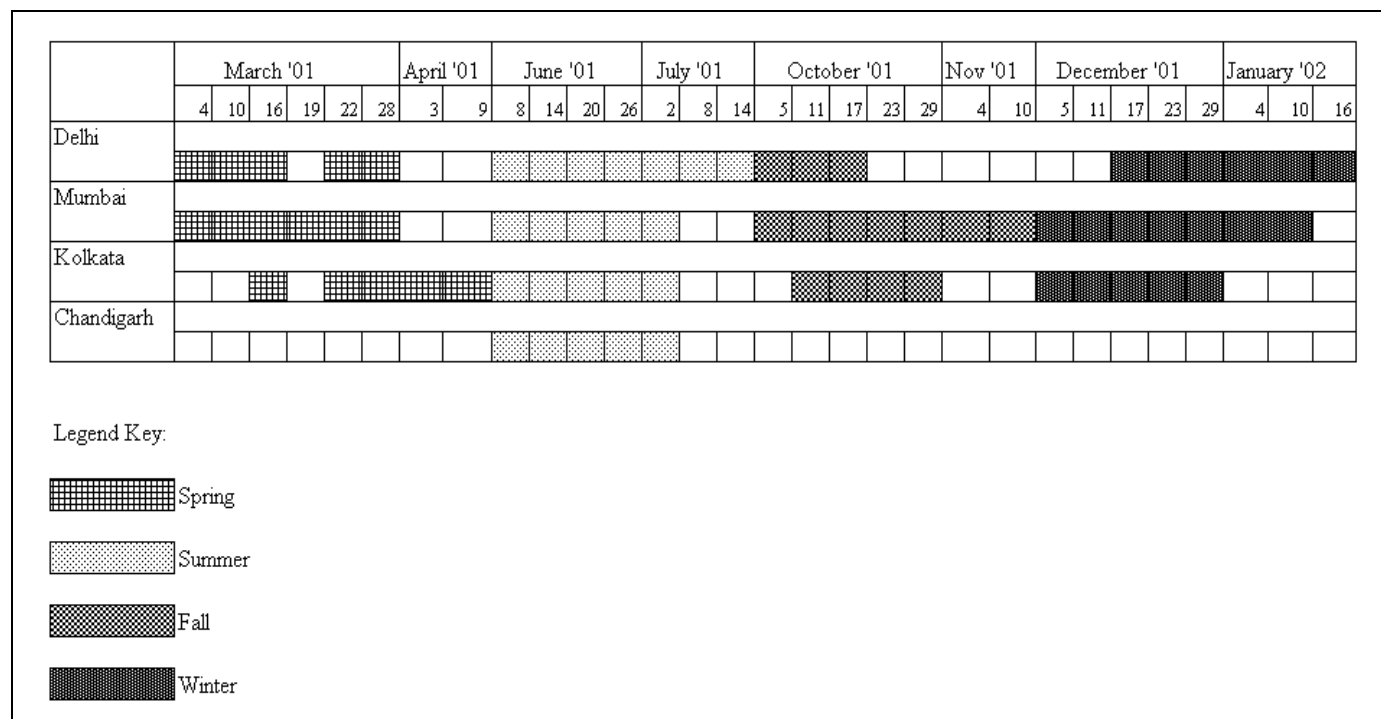 March '01 April '01 June '01 July '01 October '01 Nov '01 December '01 January '02
4 10 16 19 22 28 3 9 8 14 20 26 2 8 14 5 11 17 23 29 4 10 5 11 17 23 29 4 10 16
Delhi
Mumbai
Kolkata
Chandigarh
Legend Key:
Spring
Summer
Fall
Winter